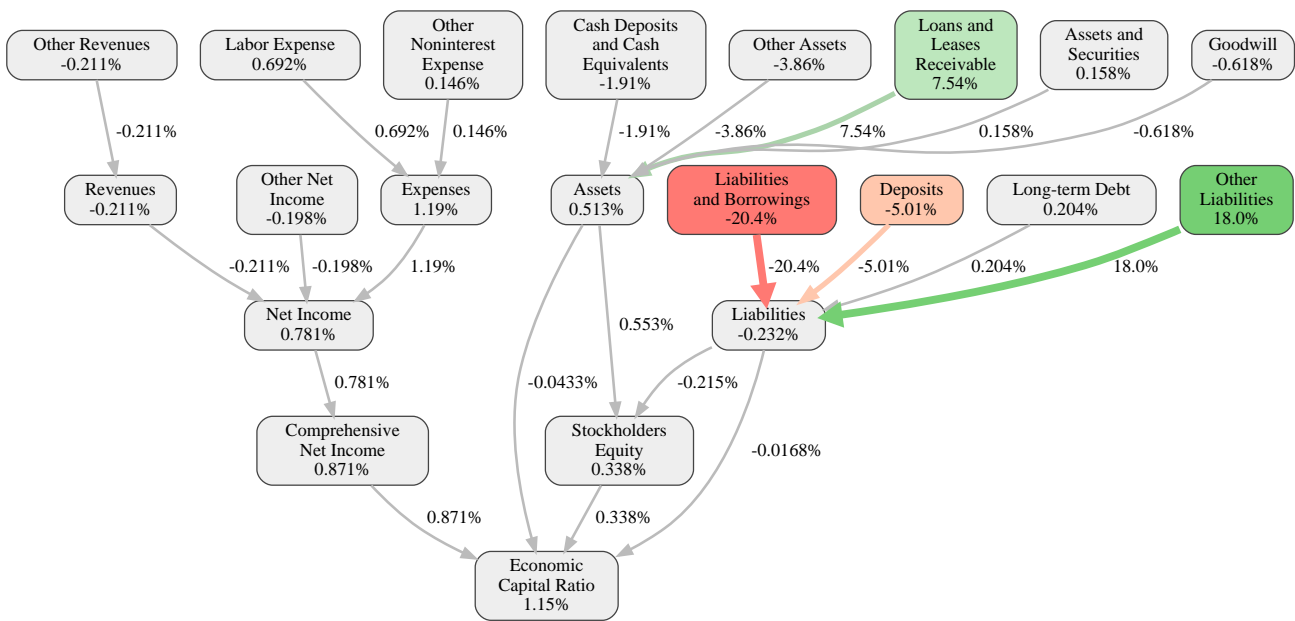 Other Revenues
-0.211%
Labor Expense
0.692%
Other
Noninterest
Expense
0.146%
Cash Deposits
and Cash
Equivalents
-1.91%
Other Assets
-3.86%
Loans and
Leases
Receivable
7.54%
Assets and
Securities
0.158%
Goodwill
-0.618%
-0.211%
0.692%
0.146%
-1.91%
-3.86%
7.54%
0.158%
-0.618%
Revenues
-0.211%
Other Net
Income
-0.198%
Expenses
1.19%
Assets
0.513%
Liabilities
and Borrowings
-20.4%
Deposits
-5.01%
Long-term Debt
0.204%
Other
Liabilities
18.0%
-0.211%
-0.198%
1.19%
-20.4%
-5.01%
0.204%
18.0%
Net Income
0.781%
0.553%
Liabilities
-0.232%
0.781%
-0.0433%
-0.215%
Comprehensive
Net Income
0.871%
Stockholders
Equity
0.338%
-0.0168%
0.871%
0.338%
Economic
Capital Ratio
1.15%